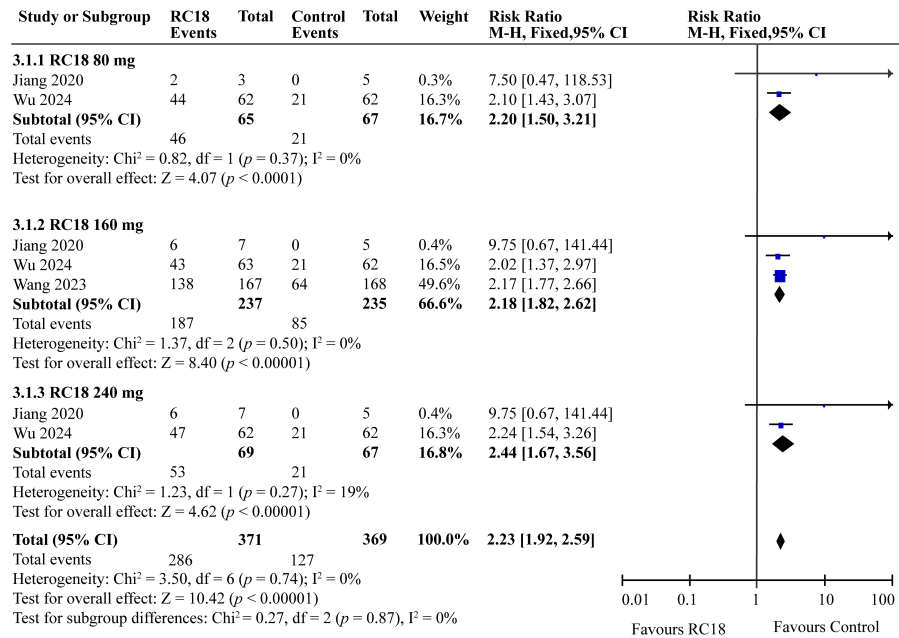 Study or Subgroup RC18 Total Control Total Weight Risk Ratio Risk Ratio
Events Events M-H, Fixed,95% CI M-H, Fixed,95% CI
3.1.1 RC18 80 mg
Jiang 2020 2 3 0 5 0.3% 7.50 [0.47, 118.53]
Wu 2024 44 62 21 62 16.3% 2.10 [1.43, 3.07]
Subtotal (95% CI) 65 67 16.7% 2.20 [1.50, 3.21]
Total events 46 21
Heterogeneity: Chi² = 0.82, df = 1 (p = 0.37); I² = 0%
Test for overall effect: Z = 4.07 (p < 0.0001)
3.1.2 RC18 160 mg
Jiang 2020 6 7 0 5 0.4% 9.75 [0.67, 141.44]
Wu 2024 43 63 21 62 16.5% 2.02 [1.37, 2.97]
Wang 2023 138 167 64 168 49.6% 2.17 [1.77, 2.66]
Subtotal (95% CI) 237 235 66.6% 2.18 [1.82, 2.62]
Total events 187 85
Heterogeneity: Chi² = 1.37, df = 2 (p = 0.50); I² = 0%
Test for overall effect: Z = 8.40 (p < 0.00001)
3.1.3 RC18 240 mg
Jiang 2020 6 7 0 5 0.4% 9.75 [0.67, 141.44]
Wu 2024 47 62 21 62 16.3% 2.24 [1.54, 3.26]
Subtotal (95% CI) 69 67 16.8% 2.44 [1.67, 3.56]
Total events 53 21
Heterogeneity: Chi² = 1.23, df = 1 (p = 0.27); I² = 19%
Test for overall effect: Z = 4.62 (p < 0.00001)
Total (95% CI) 371 369 100.0% 2.23 [1.92, 2.59]
Total events 286 127
Heterogeneity: Chi² = 3.50, df = 6 (p = 0.74); I² = 0%
Test for overall effect: Z = 10.42 (p < 0.00001)
Test for subgroup differences: Chi² = 0.27, df = 2 (p = 0.87), I² = 0%
0.01 0.1 1 10 100
Favours RC18 Favours Control